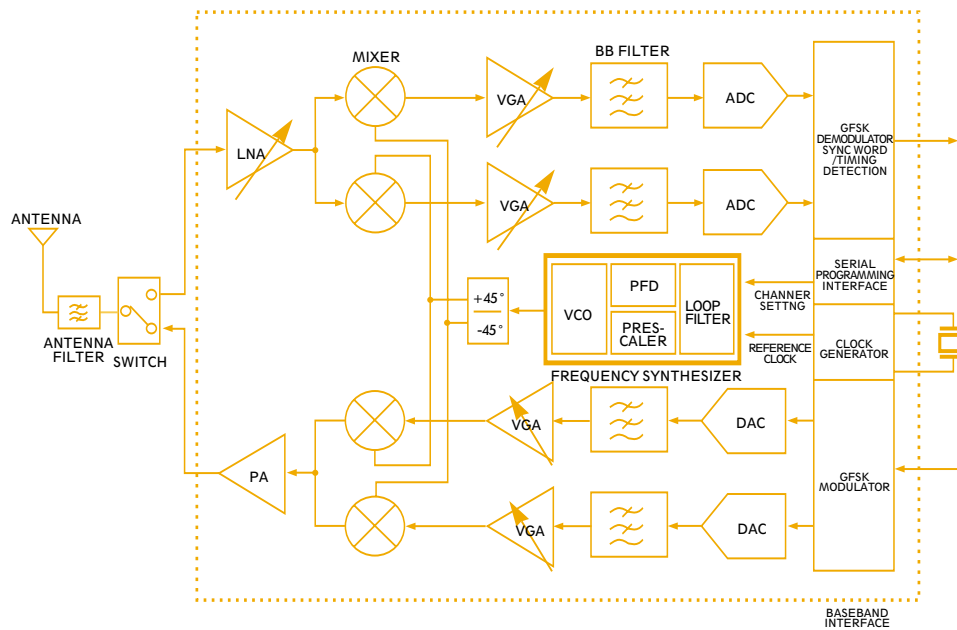 MIXER
BB FILTER
VGA
ADC
LNA
GFSK
DEMODULATOR
SYNC WORD
/TIMING
DETECTION
VGA
ADC
ANTENNA
SERIAL
PROGRAMMING
INTERFACE
+45°
-45°
VCO
PFD
PRES-
CALER
LOOP
FILTER
CHANNER
SETTNG
ANTENNA
FILTER
SWITCH
REFERENCE
CLOCK
CLOCK
GENERATOR
FREQUENCY SYNTHESIZER
VGA
DAC
PA
GFSK
MODULATOR
VGA
DAC
BASEBAND
INTERFACE